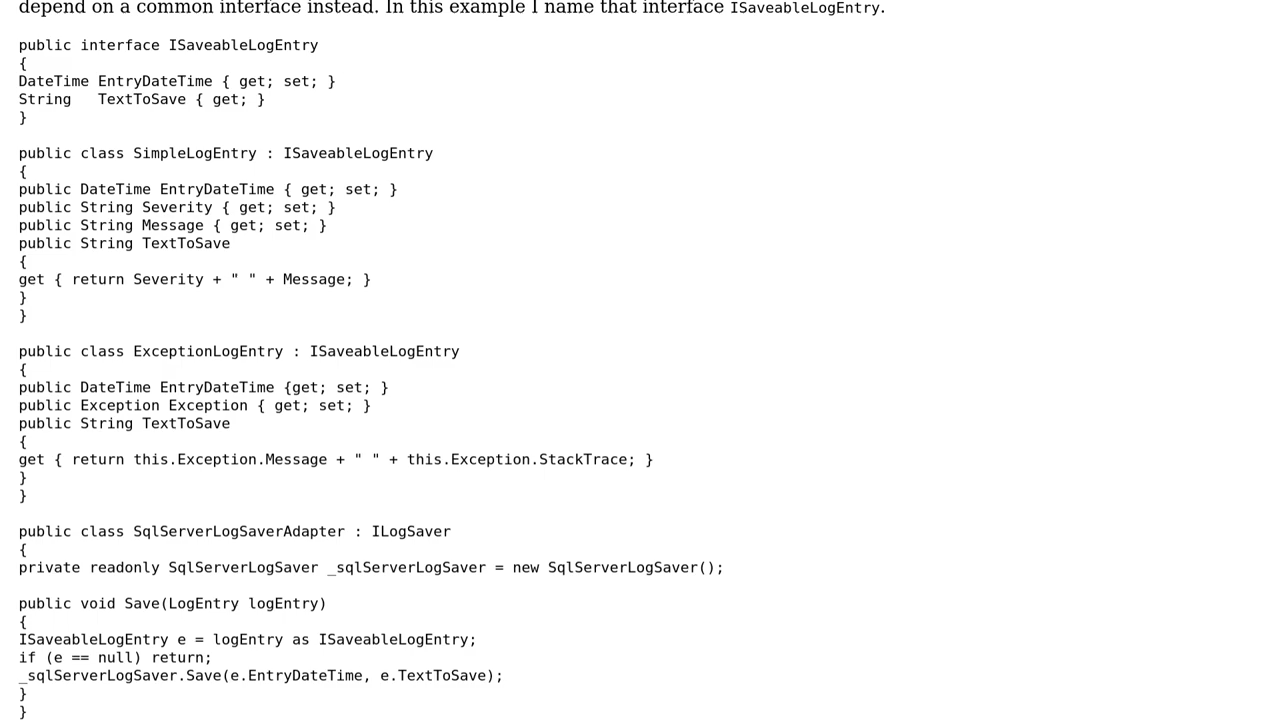 depend on a common interface instead. In this example I name that interface ISaveableLogEntry.
public interface ISaveableLogEntry
{
DateTime EntryDateTime { get; set; }
String   TextToSave { get; }
}
public class SimpleLogEntry : ISaveableLogEntry
{
public DateTime EntryDateTime { get; set; }
public String Severity { get; set; }
public String Message { get; set; }
public String TextToSave
{
get { return Severity + " " + Message; }
}
}
public class ExceptionLogEntry : ISaveableLogEntry
{
public DateTime EntryDateTime {get; set; }
public Exception Exception { get; set; }
public String TextToSave
{
get { return this.Exception.Message + " " + this.Exception.StackTrace; }
}
}
public class SqlServerLogSaverAdapter : ILogSaver
{
private readonly SqlServerLogSaver _sqlServerLogSaver = new SqlServerLogSaver();
public void Save(LogEntry logEntry)
{
ISaveableLogEntry e = logEntry as ISaveableLogEntry;
if (e == null) return;
_sqlServerLogSaver.Save(e.EntryDateTime, e.TextToSave);
}
}